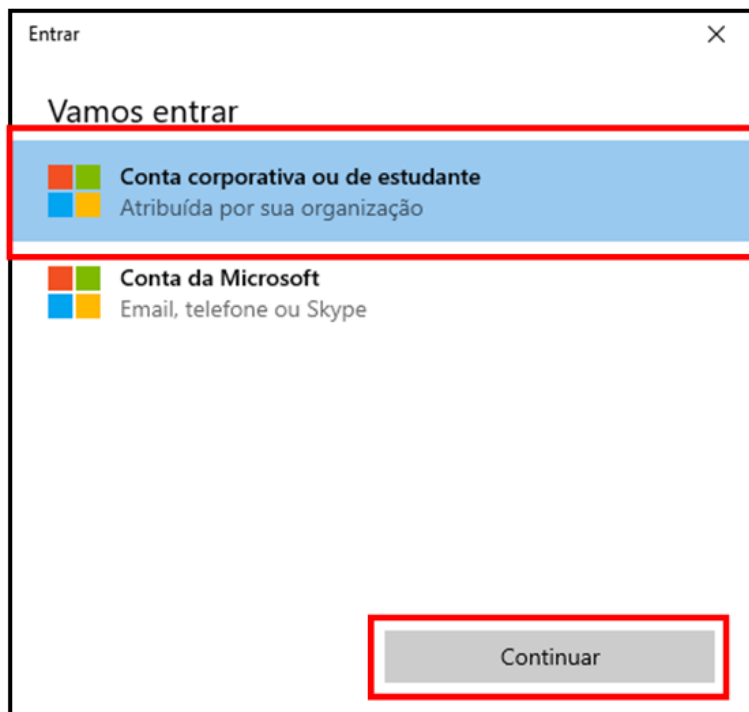 Entrar
Vamos entrar
Conta corporativa ou de estudante
Atribuída por sua organização
Conta da Microsoft
Email, telefone ou Skype
Continuar